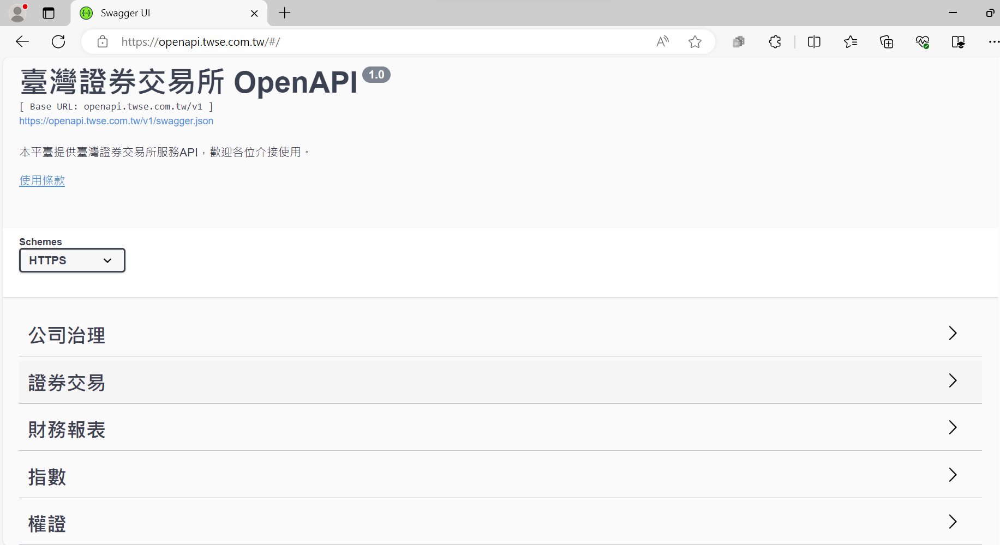 Swagger UI
https://openapi.twse.com.tw/#/
臺灣證券交易所 OpenAPI 1.0
[ Base URL: openapi.twse.com.tw/v1 ]
https://openapi.twse.com.tw/v1/swagger.json
本平臺提供臺灣證券交易所服務API，歡迎各位介接使用。
使用條款
Schemes
HTTPS
公司治理
證券交易
財務報表
指數
權證